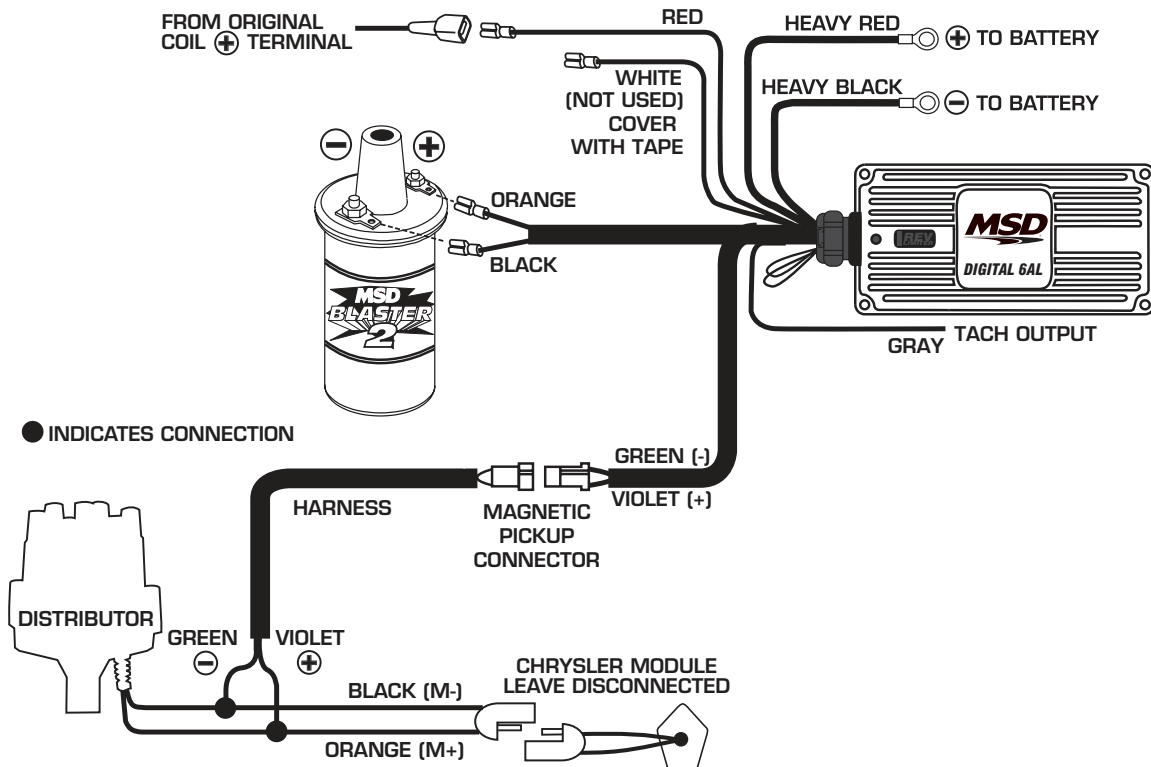 FROM ORIGINAL
COIL + TERMINAL
RED
HEAVY RED
+ TO BATTERY
WHITE
(NOT USED)
COVER
WITH TAPE
HEAVY BLACK
- TO BATTERY
- +
ORANGE
BLACK
MSD
BLASTER
2
REV
LIMITER
MSD
DIGITAL 6AL
GRAY
TACH OUTPUT
INDICATES CONNECTION
GREEN (-)
VIOLET (+)
HARNESS
MAGNETIC
PICKUP
CONNECTOR
DISTRIBUTOR
GREEN
-
VIOLET
+
BLACK (M-)
ORANGE (M+)
CHRYSLER MODULE
LEAVE DISCONNECTED